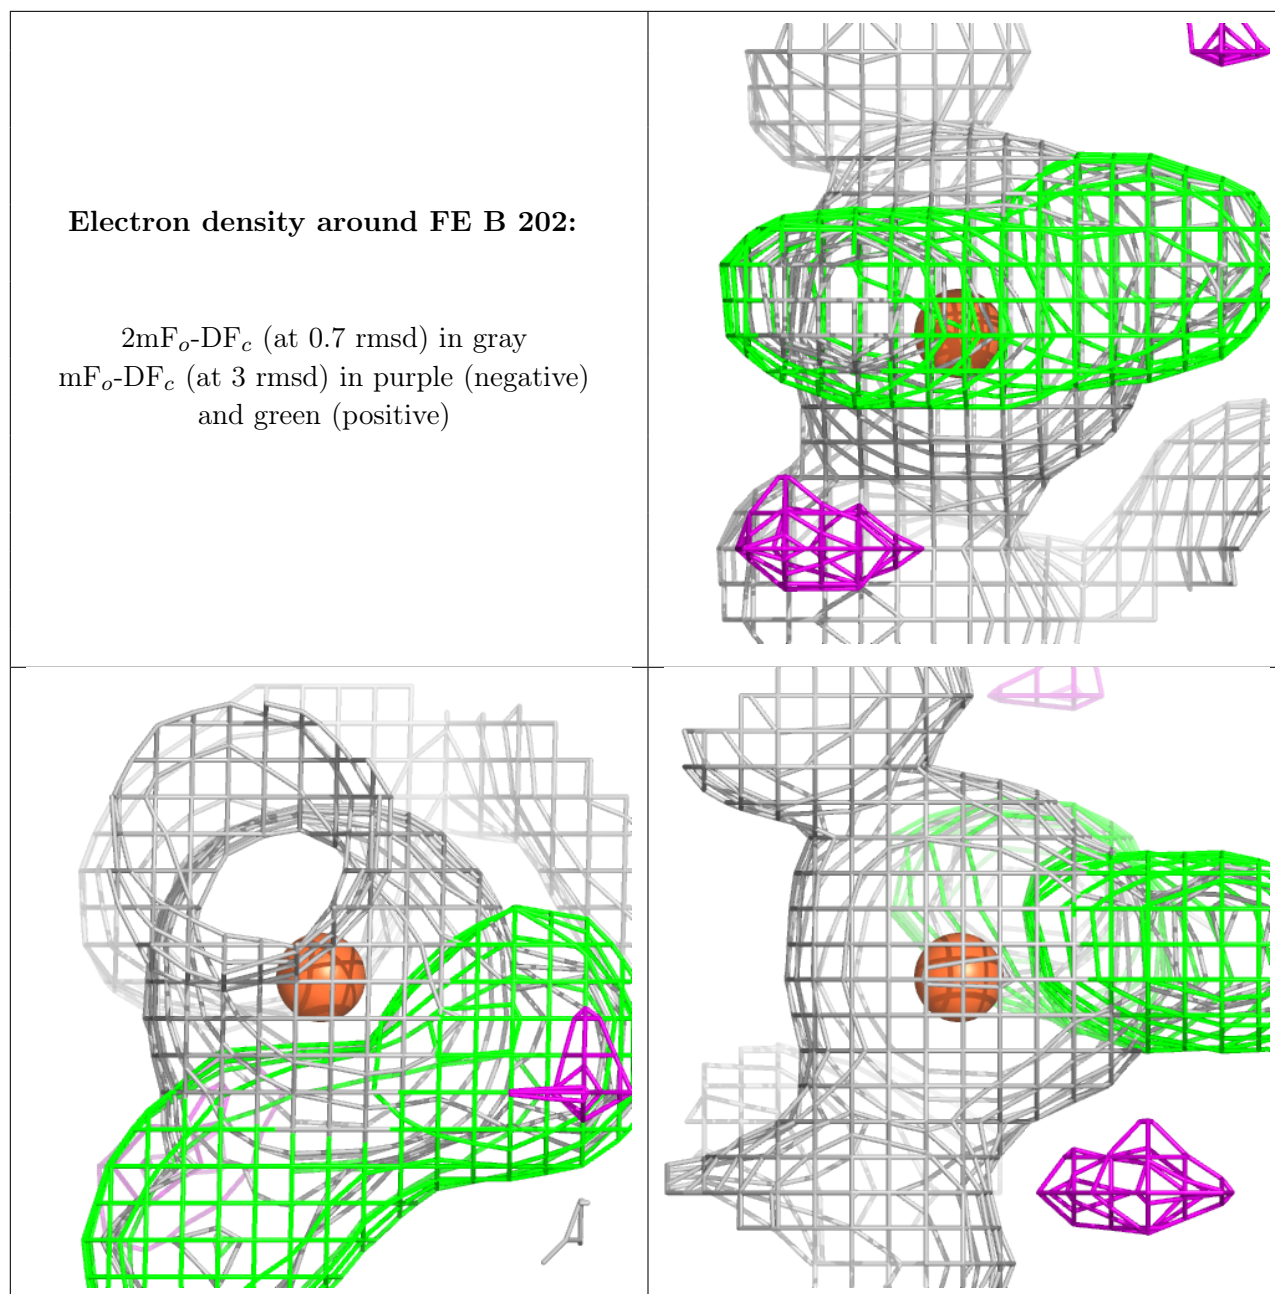 Electron density around FE B 202:
2mFo-DFc (at 0.7 rmsd) in gray
mFo-DFc (at 3 rmsd) in purple (negative)
and green (positive)